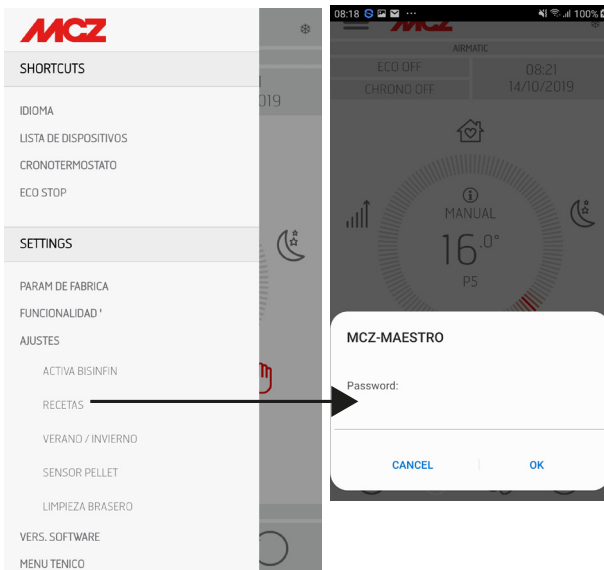 MCZ
SHORTCUTS
IDIOMA
LISTA DE DISPOSITIVOS
CRONOTERMOSTATO
ECO STOP
SETTINGS
PARAM DE FABRICA
FUNCIONALIDAD '
AJUSTES
ACTIVA BISINFIN
RECETAS
VERANO / INVIERNO
SENSOR PELLET
LIMPIEZA BRASERO
VERS. SOFTWARE
MENU TENICO
019
08:18
100%
MCZ
AIRMATIC
ECO OFF
CHRONO OFF
08:21
14/10/2019
MANUAL
16.0°
P5
MCZ-MAESTRO
Password:
CANCEL
OK